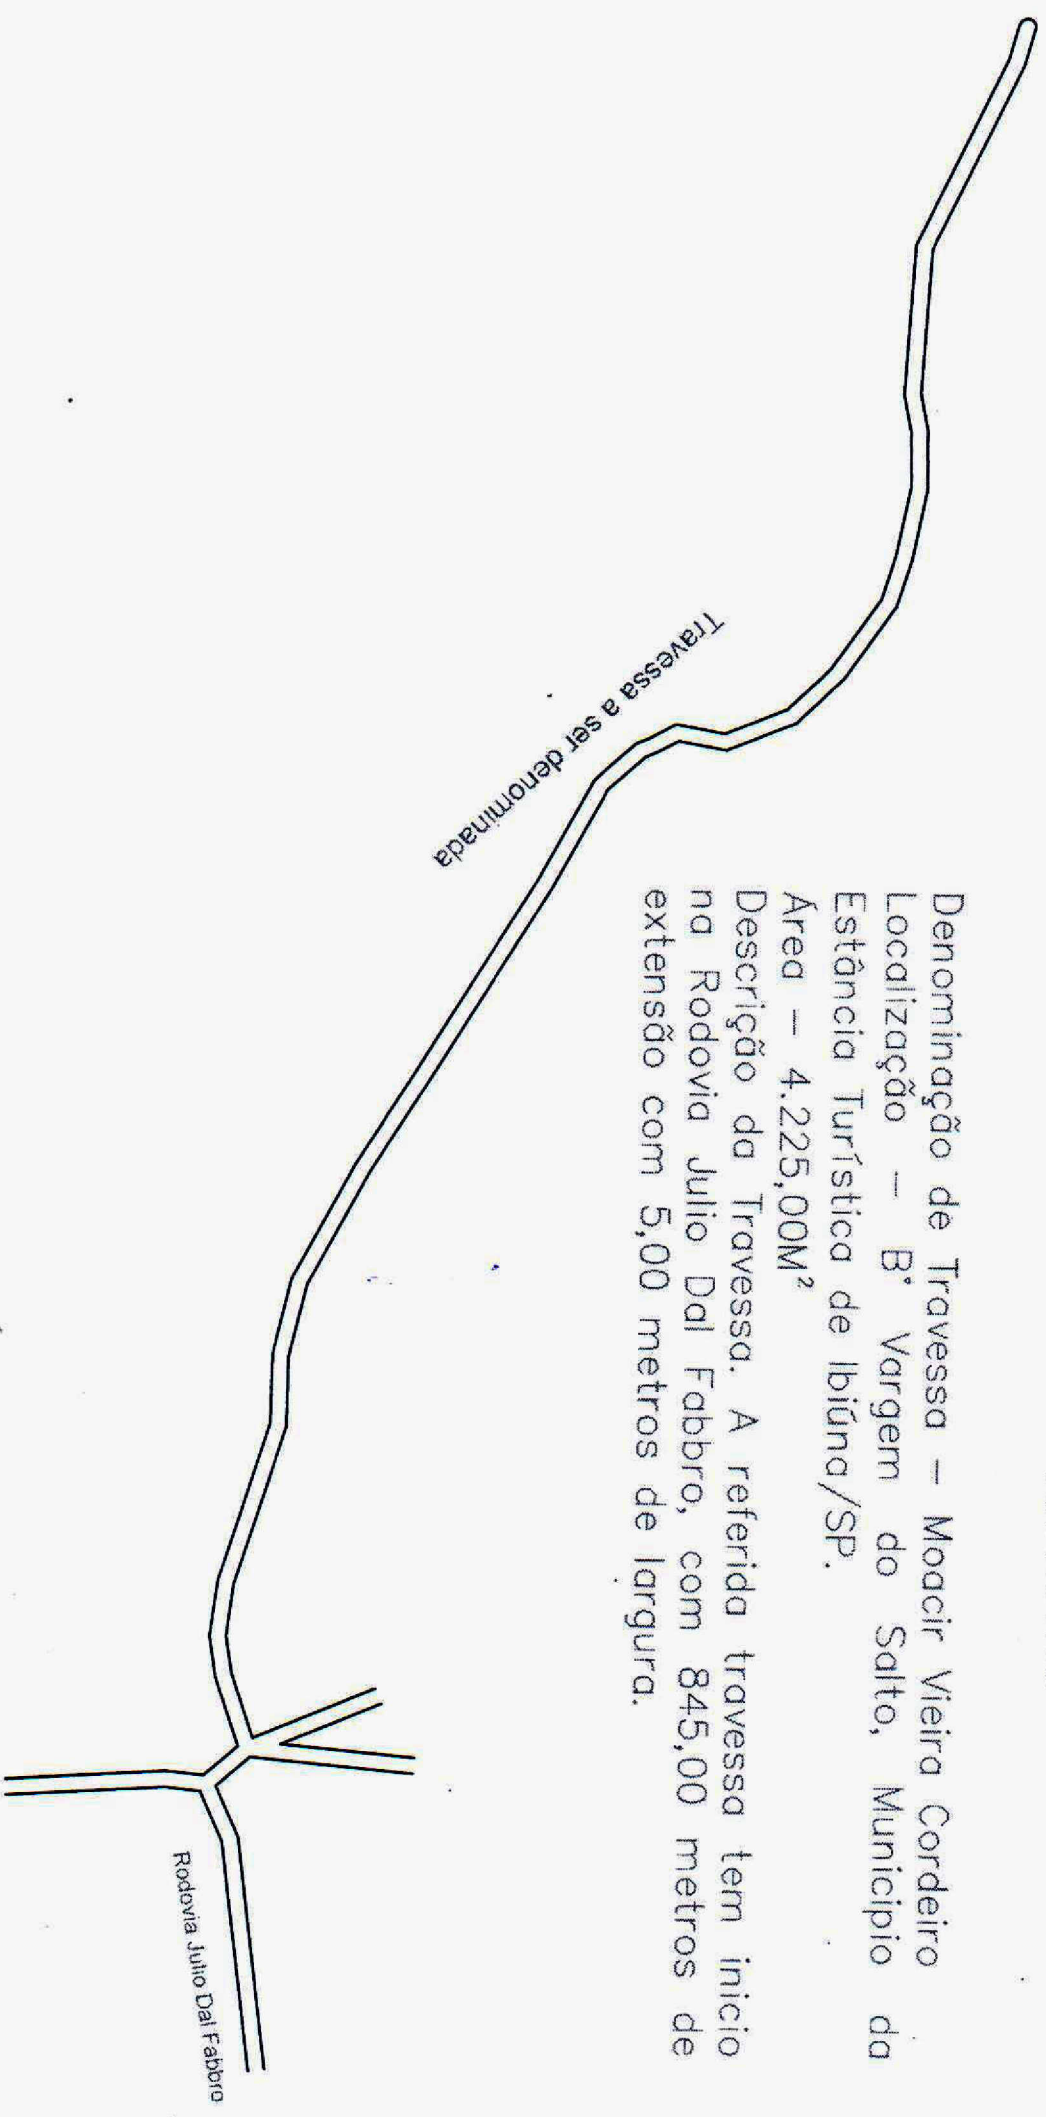 Denominação de Travessa – Moacir Vieira Cordeiro
Localização – B° Vargem do Salto, Municipio da
Estância Turística de Ibiúna/SP.
Área – 4.225,00M²
Descrição da Travessa. A referida travessa tem inicio
na Rodovia Julio Dal Fabbro, com 845,00 metros de
extensão com 5,00 metros de largura.
Travessa a ser denominada
Rodovia Julio Dal Fabbro